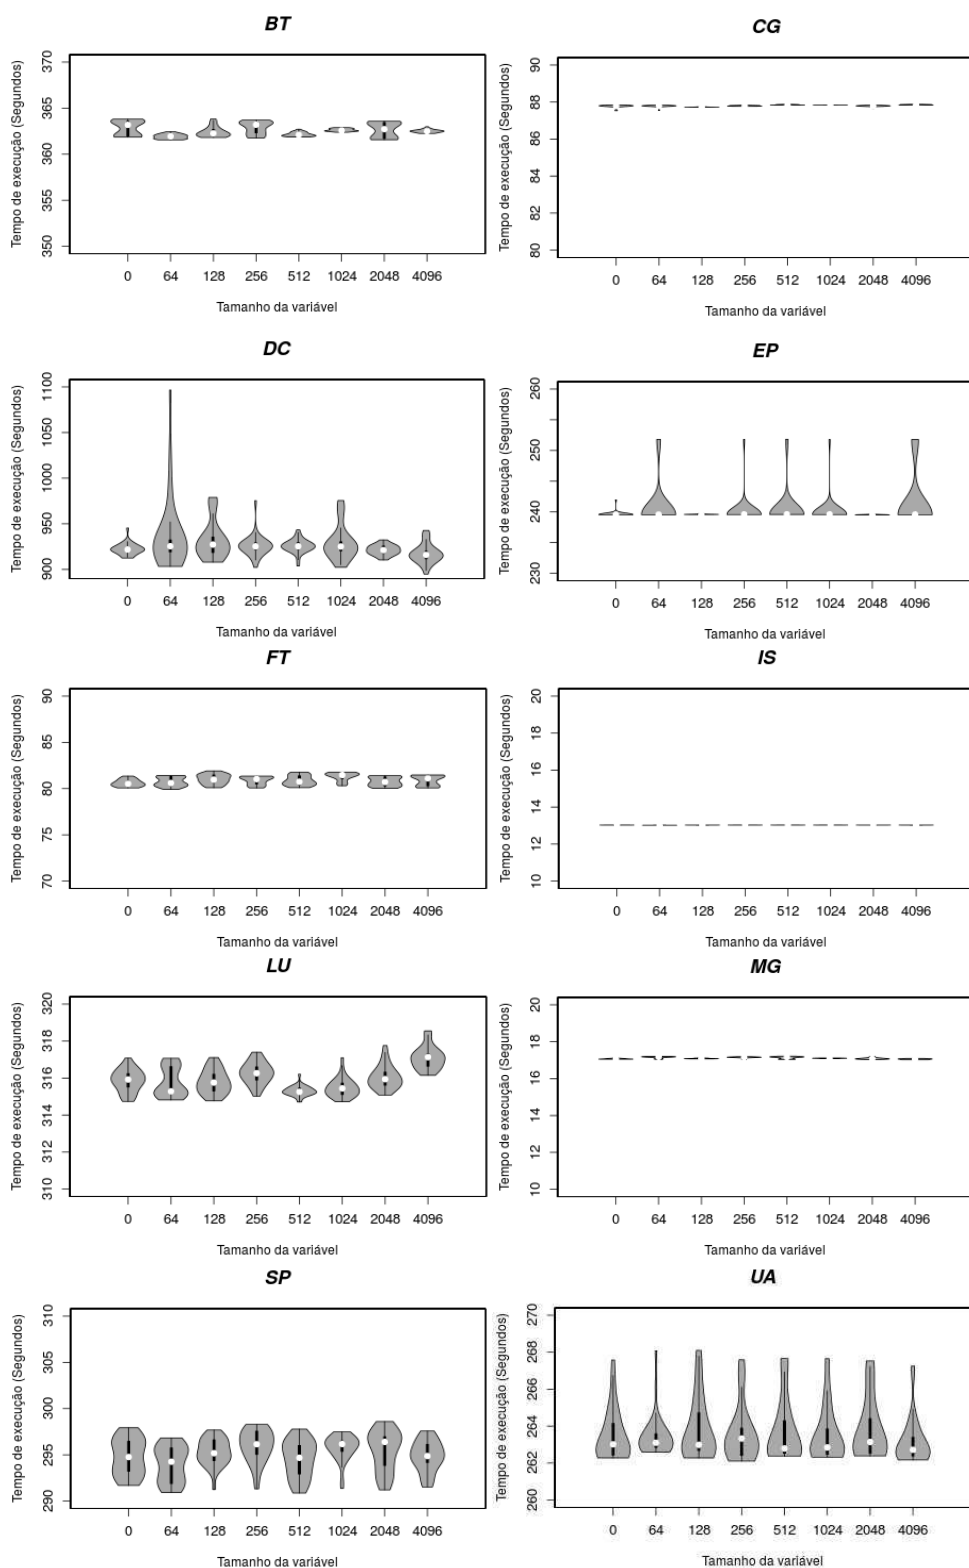 BT
Tempo de execução (Segundos)
370
365
360
355
350
0 64 128 256 512 1024 2048 4096
Tamanho da variável
CG
Tempo de execução (Segundos)
90
88
86
84
82
80
0 64 128 256 512 1024 2048 4096
Tamanho da variável
DC
Tempo de execução (Segundos)
1100
1050
1000
950
900
0 64 128 256 512 1024 2048 4096
Tamanho da variável
EP
Tempo de execução (Segundos)
260
250
240
230
0 64 128 256 512 1024 2048 4096
Tamanho da variável
FT
Tempo de execução (Segundos)
90
85
80
75
70
0 64 128 256 512 1024 2048 4096
Tamanho da variável
IS
Tempo de execução (Segundos)
20
18
16
14
12
10
0 64 128 256 512 1024 2048 4096
Tamanho da variável
LU
Tempo de execução (Segundos)
320
318
316
314
312
310
0 64 128 256 512 1024 2048 4096
Tamanho da variável
MG
Tempo de execução (Segundos)
20
18
16
14
12
10
0 64 128 256 512 1024 2048 4096
Tamanho da variável
SP
Tempo de execução (Segundos)
310
305
300
295
290
0 64 128 256 512 1024 2048 4096
Tamanho da variável
UA
Tempo de execução (Segundos)
270
268
266
264
262
260
0 64 128 256 512 1024 2048 4096
Tamanho da variável